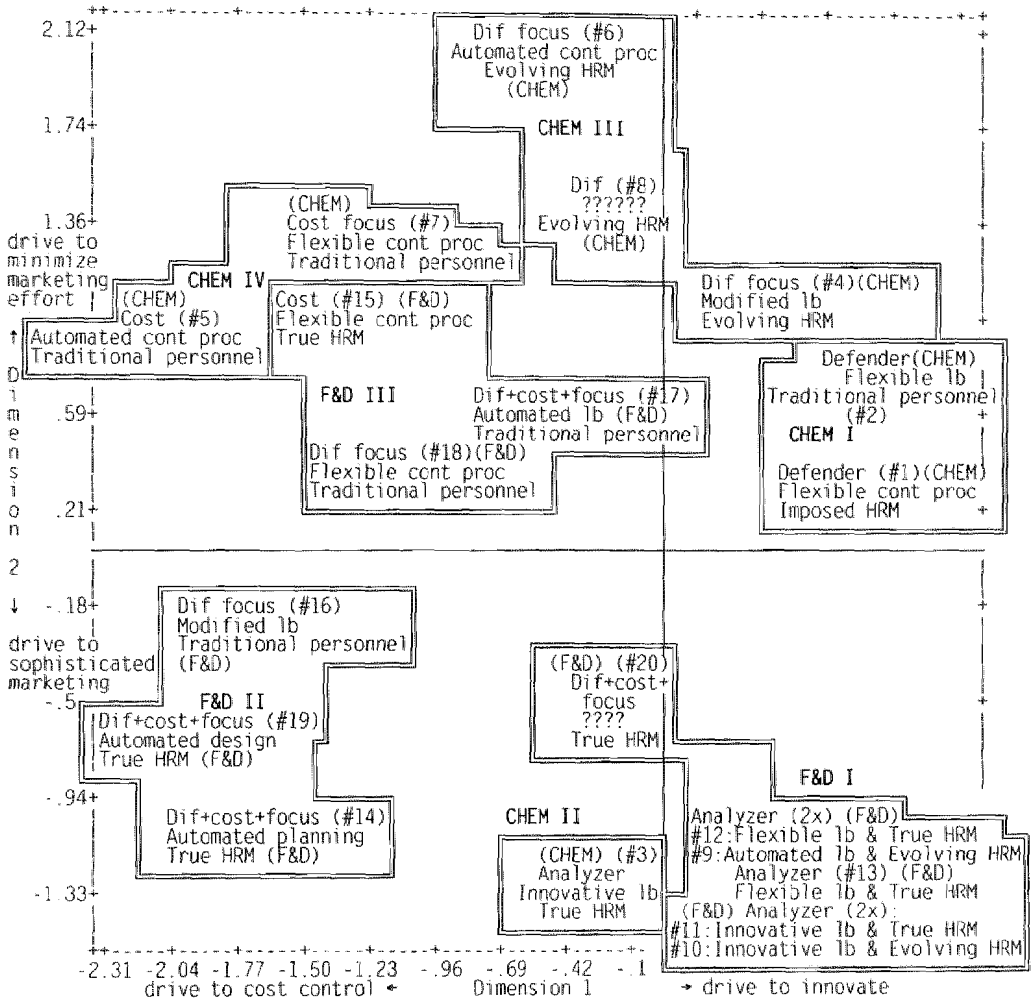 2.12+
Dif focus (#6)
Automated cont proc
Evolving HRM
(CHEM)
1.74+
CHEM III
Dif (#8)
??????
Evolving HRM
(CHEM)
(CHEM)
Cost focus (#7)
Flexible cont proc
Traditional personnel
1.36+
drive to
minimize
marketing
effort ↑
CHEM IV
(CHEM)
Cost (#5)
Automated cont proc
Traditional personnel
Cost (#15) (F&D)
Flexible cont proc
True HRM
Dif focus (#4)(CHEM)
Modified lb
Evolving HRM
Defender(CHEM)
Flexible lb
Traditional personnel
(#2)
CHEM I
Defender (#1)(CHEM)
Flexible cont proc
Imposed HRM
F&D III
Dif+cost+focus (#17)
Automated lb (F&D)
Traditional personnel
Dif focus (#18)(F&D)
Flexible cont proc
Traditional personnel
Dimension
.59+
.21+
2
↓ -.18+
drive to
sophisticated
marketing
Dif focus (#16)
Modified lb
Traditional personnel
(F&D)
-.5
F&D II
Dif+cost+focus (#19)
Automated design
True HRM (F&D)
(F&D) (#20)
Dif+cost+
focus
????
True HRM
F&D I
-.94+
Dif+cost+focus (#14)
Automated planning
True HRM (F&D)
CHEM II
(CHEM) (#3)
Analyzer
Innovative lb
True HRM
-1.33+
Analyzer (2x) (F&D)
#12:Flexible lb & True HRM
#9:Automated lb & Evolving HRM
Analyzer (#13) (F&D)
Flexible lb & True HRM
(F&D) Analyzer (2x):
#11:Innovative lb & True HRM
#10:Innovative lb & Evolving HRM
-2.31 -2.04 -1.77 -1.50 -1.23 -.96 -.69 -.42 -.1
drive to cost control ← Dimension 1 → drive to innovate